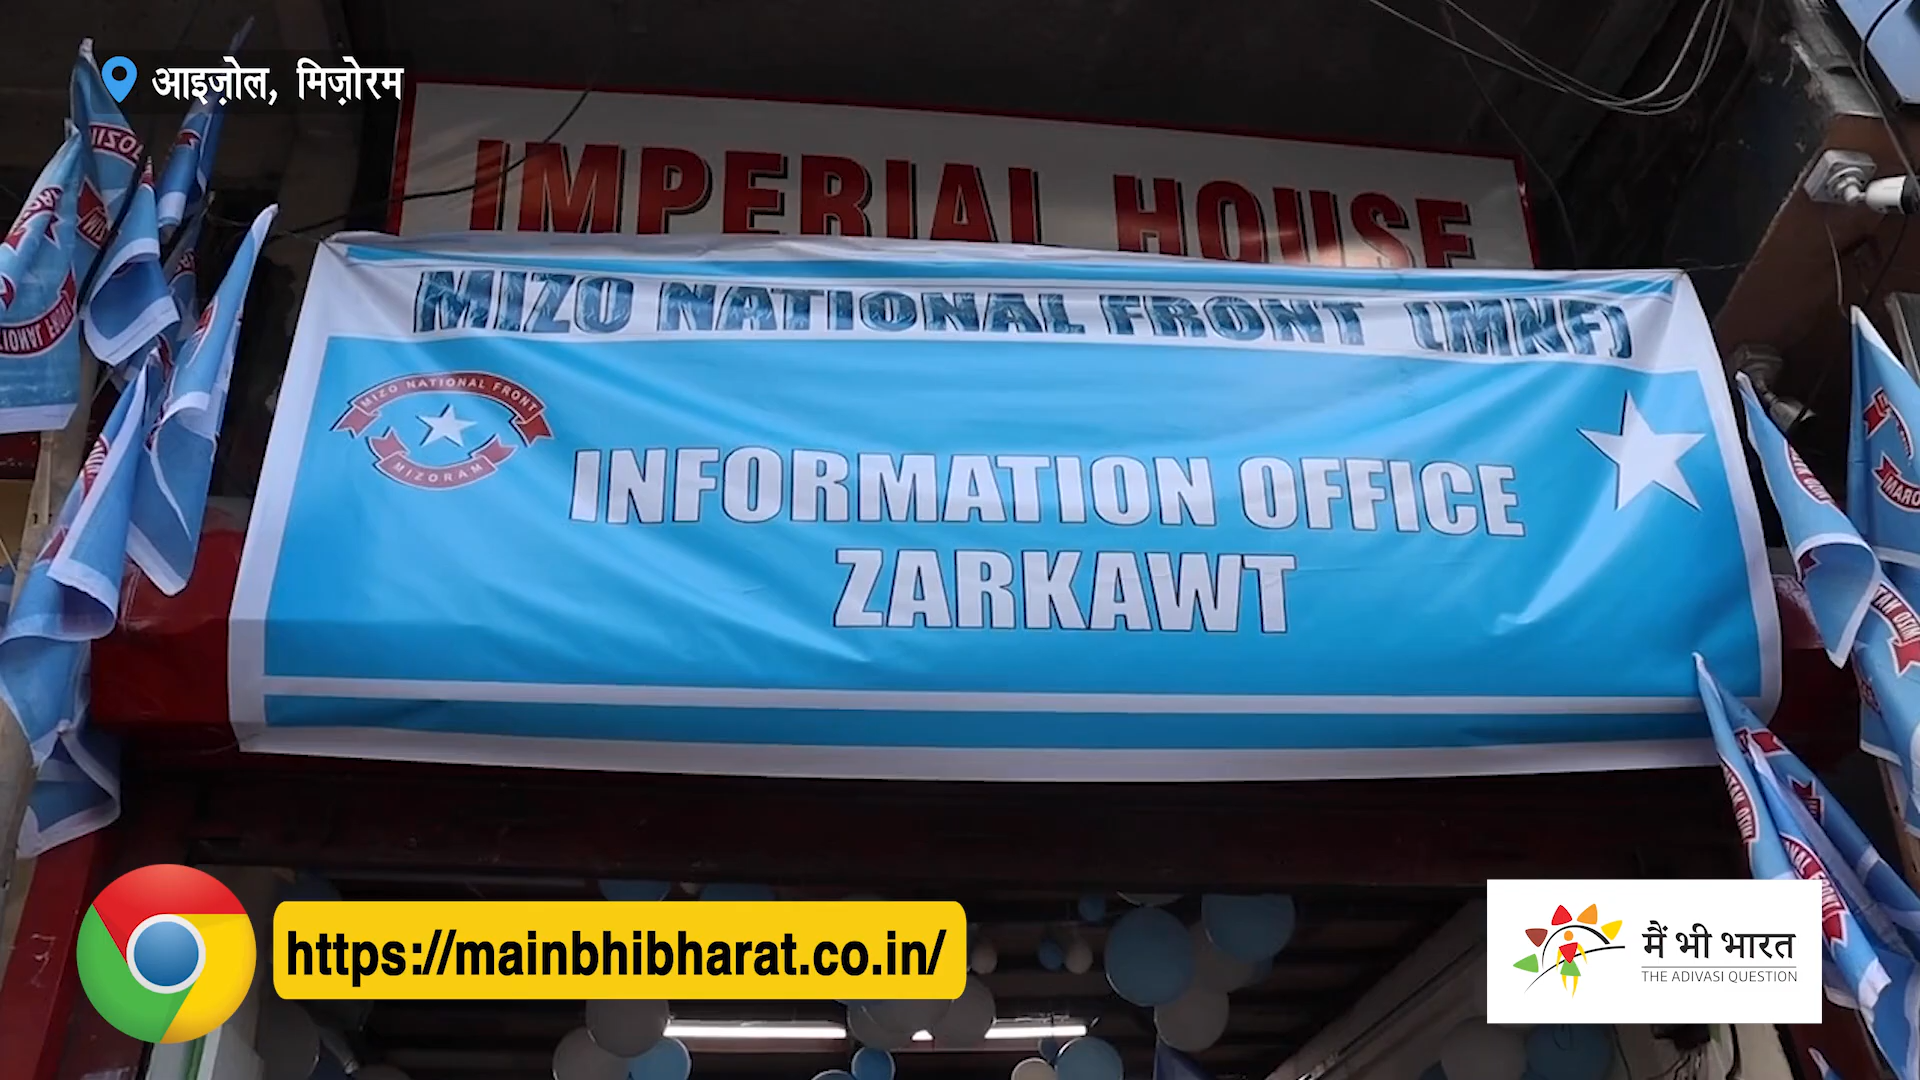 आइज़ोल, मिज़ोरम
IMPERIAL HOUSE
MIZO NATIONAL FRONT (MNF)
MIZO NATIONAL FRONT
MIZORAM
INFORMATION OFFICE
ZARKAWT
https://mainbhibharat.co.in/
मैं भी भारत
THE ADIVASI QUESTION